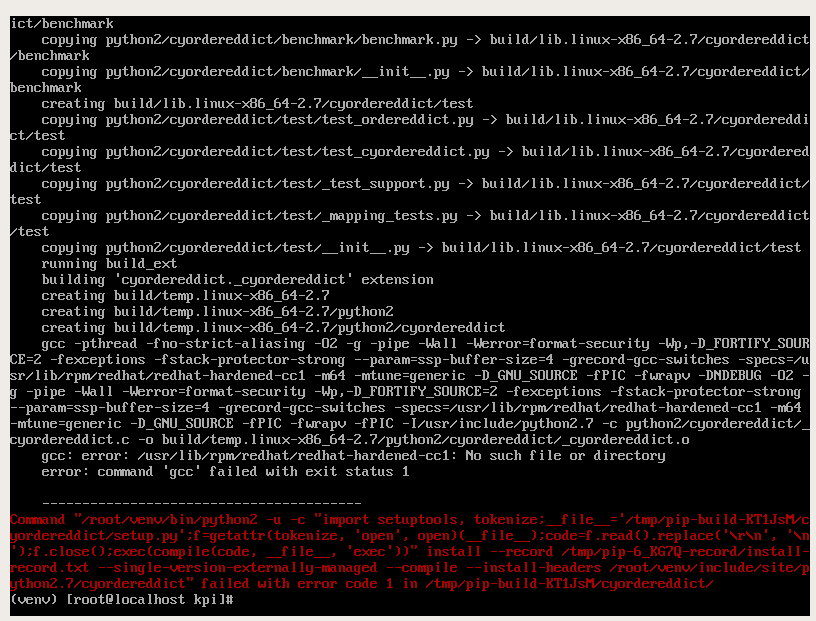 ict/benchmark
    copying python2/cyordereddict/benchmark/benchmark.py -> build/lib.linux-x86_64-2.7/cyordereddict
/benchmark
    copying python2/cyordereddict/benchmark/__init__.py -> build/lib.linux-x86_64-2.7/cyordereddict/
benchmark
    creating build/lib.linux-x86_64-2.7/cyordereddict/test
    copying python2/cyordereddict/test/test_ordereddict.py -> build/lib.linux-x86_64-2.7/cyordereddi
ct/test
    copying python2/cyordereddict/test/test_cyordereddict.py -> build/lib.linux-x86_64-2.7/cyordered
dict/test
    copying python2/cyordereddict/test/_test_support.py -> build/lib.linux-x86_64-2.7/cyordereddict/
test
    copying python2/cyordereddict/test/_mapping_tests.py -> build/lib.linux-x86_64-2.7/cyordereddict
/test
    copying python2/cyordereddict/test/__init__.py -> build/lib.linux-x86_64-2.7/cyordereddict/test
    running build_ext
    building 'cyordereddict._cyordereddict' extension
    creating build/temp.linux-x86_64-2.7
    creating build/temp.linux-x86_64-2.7/python2
    creating build/temp.linux-x86_64-2.7/python2/cyordereddict
    gcc -pthread -fno-strict-aliasing -O2 -g -pipe -Wall -Werror=format-security -Wp,-D_FORTIFY_SOUR
CE=2 -fexceptions -fstack-protector-strong --param=ssp-buffer-size=4 -grecord-gcc-switches -specs=/u
sr/lib/rpm/redhat/redhat-hardened-cc1 -m64 -mtune=generic -D_GNU_SOURCE -fPIC -fwrapv -DNDEBUG -O2 -
g -pipe -Wall -Werror=format-security -Wp,-D_FORTIFY_SOURCE=2 -fexceptions -fstack-protector-strong 
--param=ssp-buffer-size=4 -grecord-gcc-switches -specs=/usr/lib/rpm/redhat/redhat-hardened-cc1 -m64 
-mtune=generic -D_GNU_SOURCE -fPIC -fwrapv -fPIC -I/usr/include/python2.7 -c python2/cyordereddict/_
cyordereddict.c -o build/temp.linux-x86_64-2.7/python2/cyordereddict/_cyordereddict.o
    gcc: error: /usr/lib/rpm/redhat/redhat-hardened-cc1: No such file or directory
    error: command 'gcc' failed with exit status 1
    ----------------------------------------
Command "/root/venv/bin/python2 -u -c "import setuptools, tokenize;__file__='/tmp/pip-build-KT1JsM/c
yordereddict/setup.py';f=getattr(tokenize, 'open', open)(__file__);code=f.read().replace('\r\n', '\n
');f.close();exec(compile(code, __file__, 'exec'))" install --record /tmp/pip-6_KG7Q-record/install-
record.txt --single-version-externally-managed --compile --install-headers /root/venv/include/site/p
ython2.7/cyordereddict" failed with error code 1 in /tmp/pip-build-KT1JsM/cyordereddict/
(venv) [root@localhost kpi]#